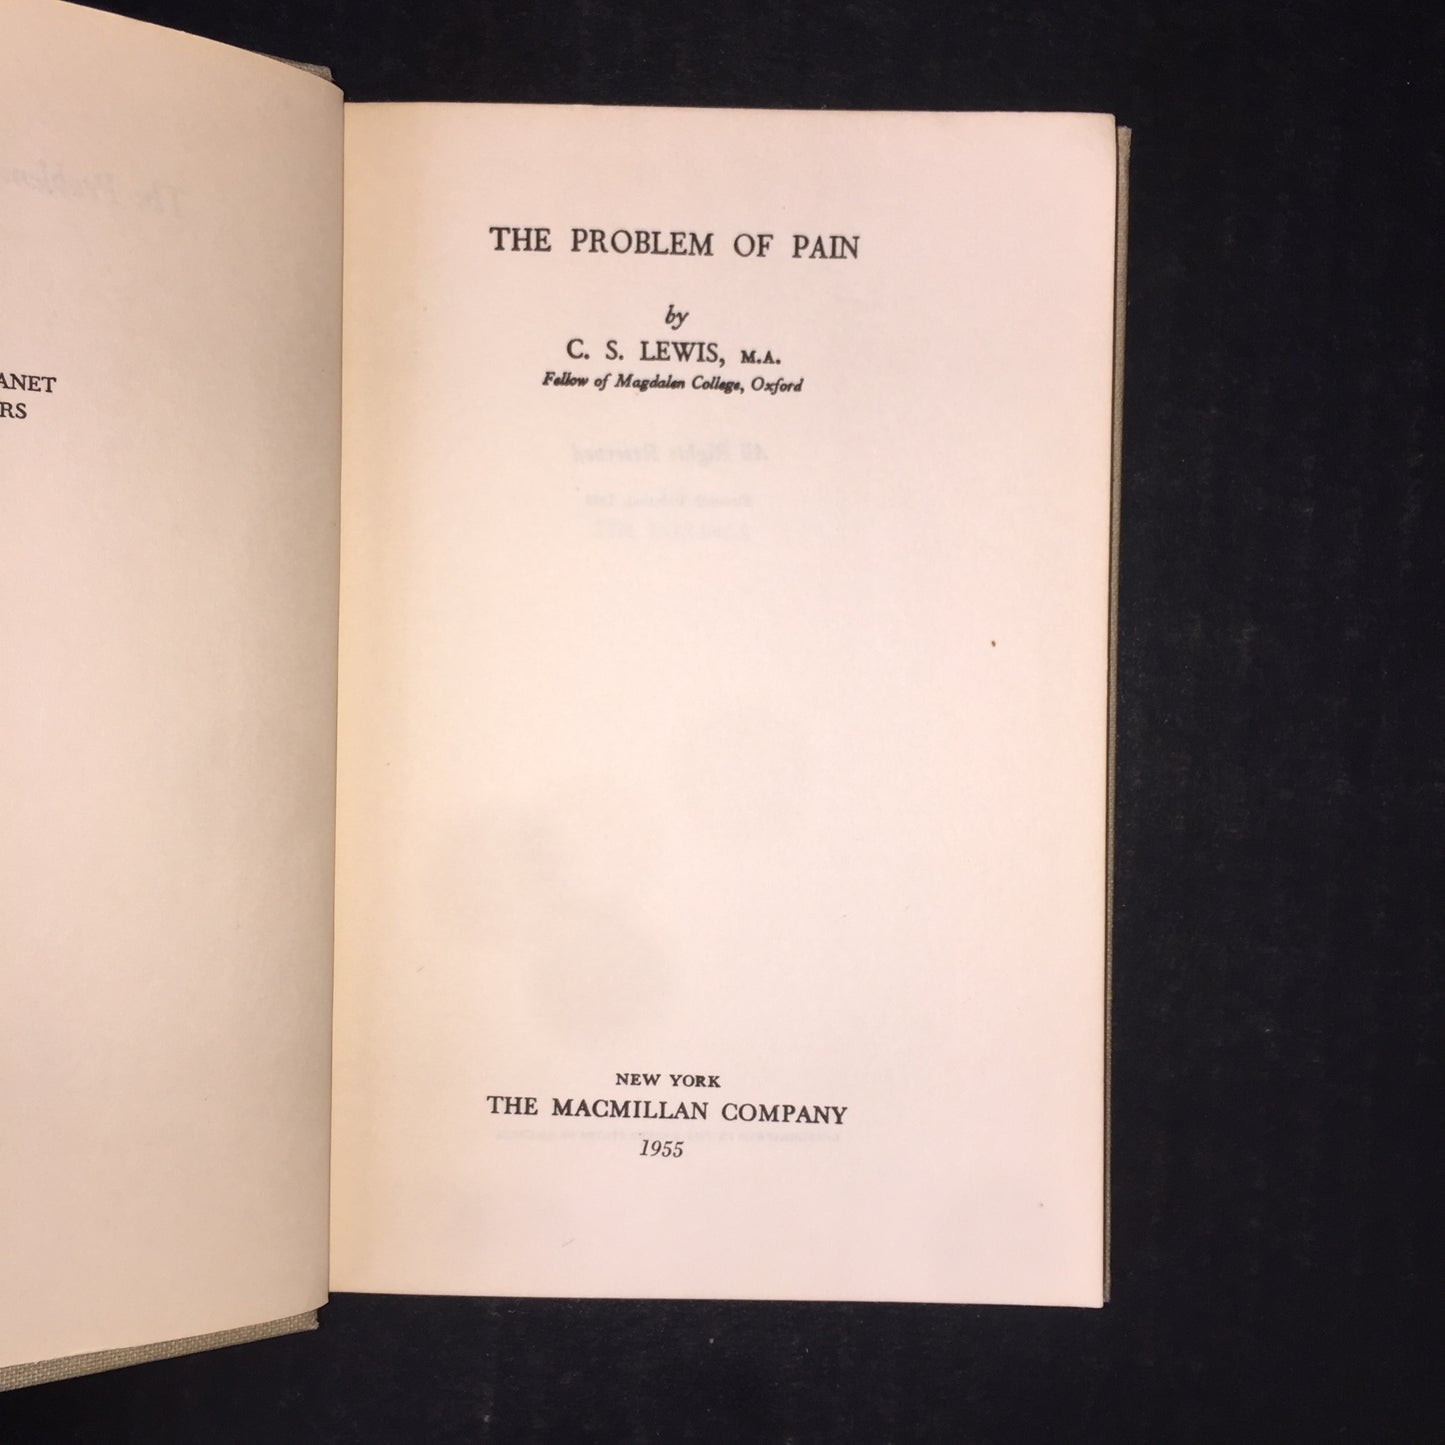 ANET
RS
THE PROBLEM OF PAIN
by
C. S. LEWIS, M.A.
Fellow of Magdalen College, Oxford
NEW YORK
THE MACMILLAN COMPANY
1955